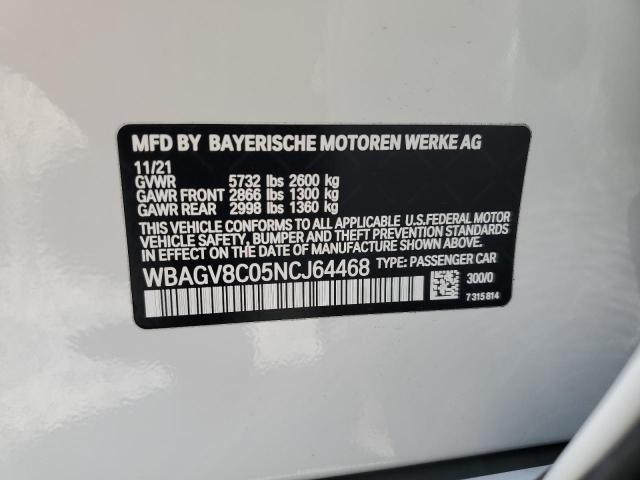 MFD BY BAYERISCHE MOTOREN WERKE AG
11/21
GVWR 5732 lbs 2600 kg
GAWR FRONT 2866 lbs 1300 kg
GAWR REAR 2998 lbs 1360 kg
THIS VEHICLE CONFORMS TO ALL APPLICABLE U.S.FEDERAL MOTOR
VEHICLE SAFETY, BUMPER AND THEFT PREVENTION STANDARDS
IN EFFECT ON THE DATE OF MANUFACTURE SHOWN ABOVE.
WBAGV8C05NCJ64468 TYPE: PASSENGER CAR
300/0
7 315 814